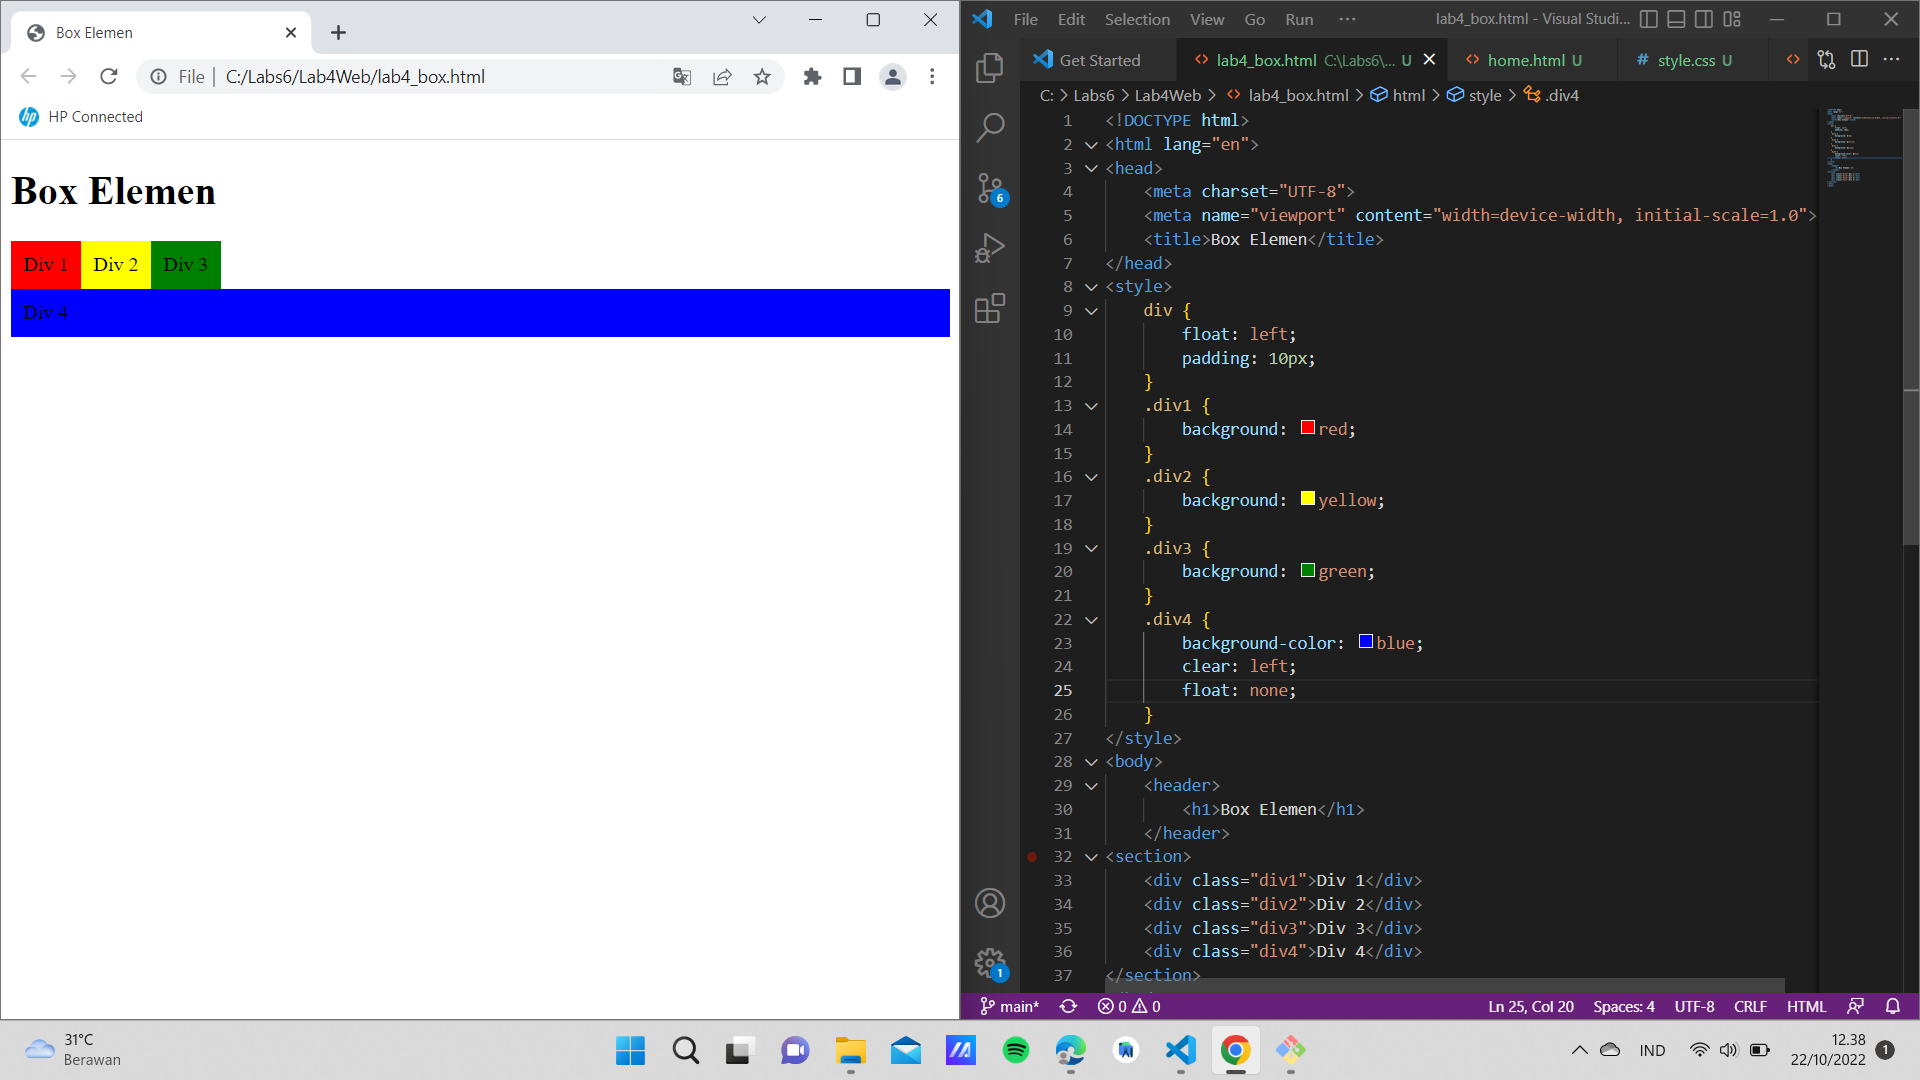 Box Elemen
File | C:/Labs6/Lab4Web/lab4_box.html
HP Connected
Box Elemen
Div 1 Div 2 Div 3
Div 4
File Edit Selection View Go Run ··· lab4_box.html - Visual Studi...
Get Started lab4_box.html C:\Labs6\... U home.html U # style.css U
C: > Labs6 > Lab4Web > lab4_box.html > html > style > .div4
1 <!DOCTYPE html>
2 <html lang="en">
3 <head>
4 <meta charset="UTF-8">
5 <meta name="viewport" content="width=device-width, initial-scale=1.0">
6 <title>Box Elemen</title>
7 </head>
8 <style>
9 div {
10 float: left;
11 padding: 10px;
12 }
13 .div1 {
14 background: red;
15 }
16 .div2 {
17 background: yellow;
18 }
19 .div3 {
20 background: green;
21 }
22 .div4 {
23 background-color: blue;
24 clear: left;
25 float: none;
26 }
27 </style>
28 <body>
29 <header>
30 <h1>Box Elemen</h1>
31 </header>
32 <section>
33 <div class="div1">Div 1</div>
34 <div class="div2">Div 2</div>
35 <div class="div3">Div 3</div>
36 <div class="div4">Div 4</div>
37 </section>
6
1
main* 0 0 Ln 25, Col 20 Spaces: 4 UTF-8 CRLF HTML
31°C
Berawan
IND
12.38
22/10/2022
1